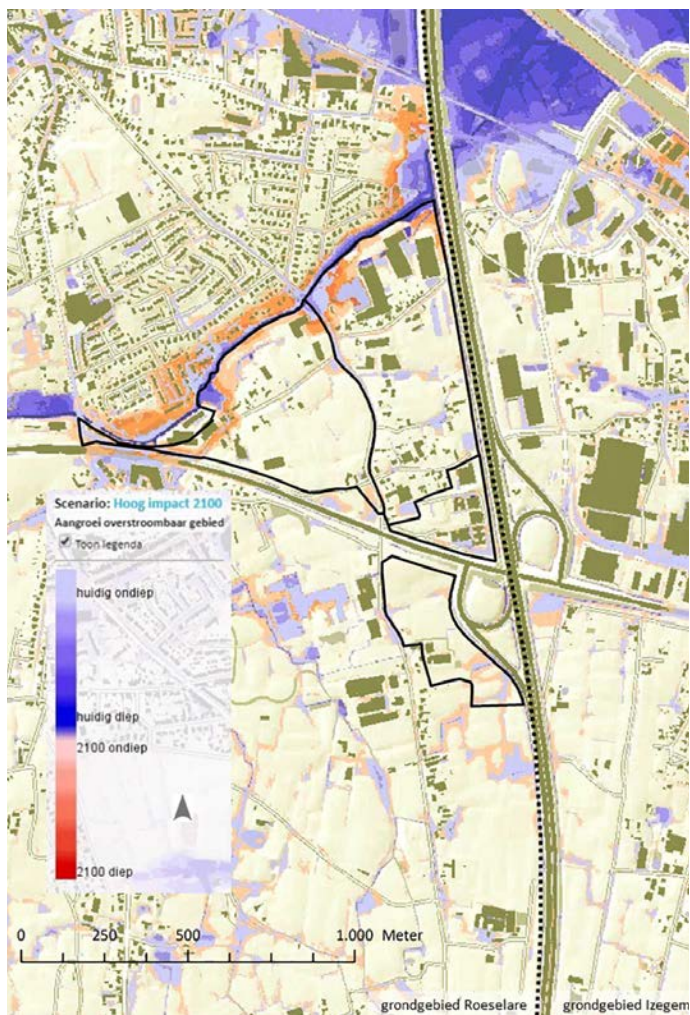 Scenario: Hoog impact 2100
Aangroei overstroombaar gebied
Toon legenda
huidig ondiep
huidig diep
2100 ondiep
2100 diep
0 250 500 1.000 Meter
grondgebied Roeselare grondgebied Izegem